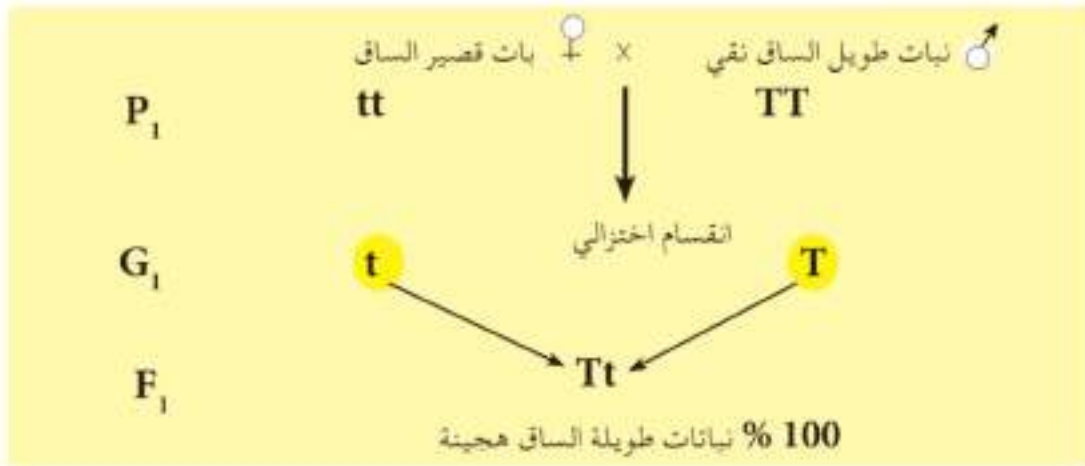 نبات طويل الساق نقي × بات قصير الساق
P1 tt TT
انقسام اختزالي
G1 t T
F1 Tt
100 % نباتات طويلة الساق هجينة